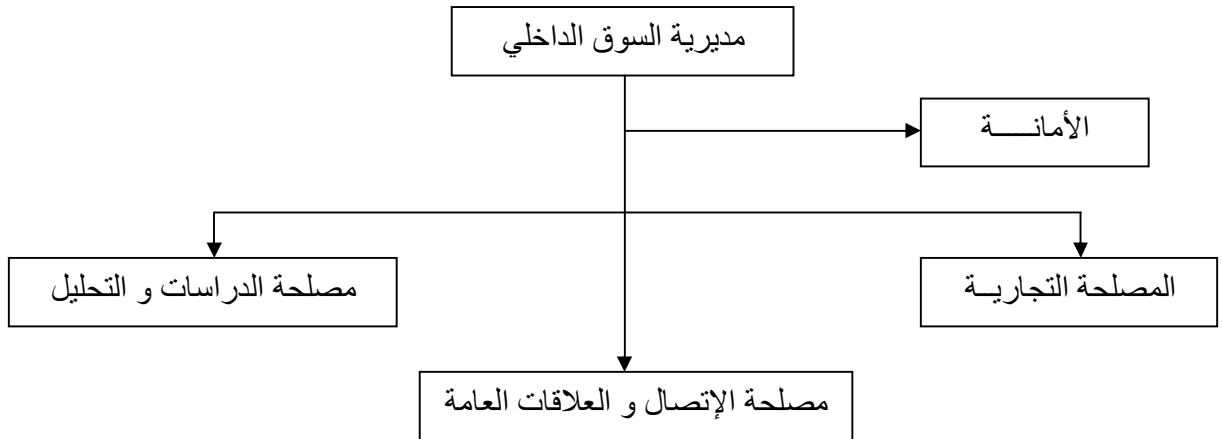 مديرية السوق الداخلي
الأمانـــــة
المصلحة التجاريــة
مصلحة الدراسات و التحليل
مصلحة الإتصال و العلاقات العامة